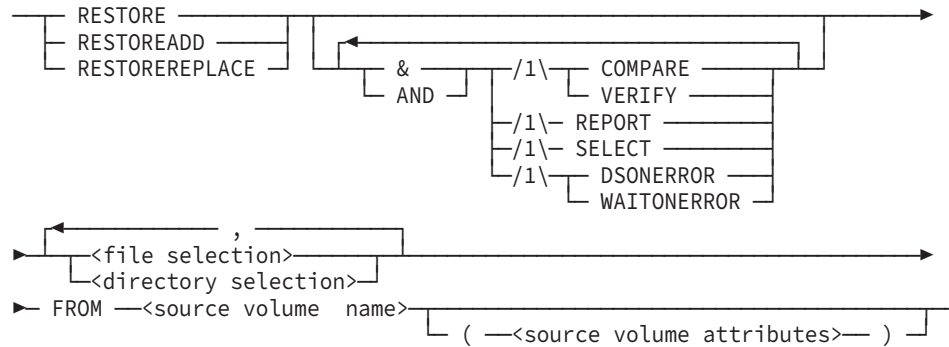 RESTORE
RESTOREADD
RESTOREREPLACE
& /1\ COMPARE
AND VERIFY
/1\ REPORT
/1\ SELECT
/1\ DSONERROR
WAITONERROR
,
<file selection>
<directory selection>
FROM <source volume name>
( <source volume attributes> )